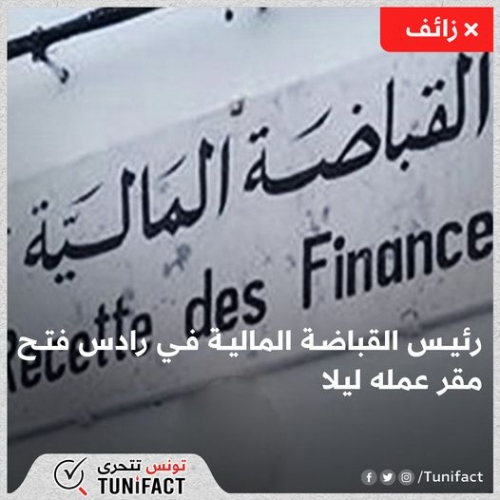 × زائف
القباضة المالية
Recette des Finance
رئيس القباضة المالية في رادس فتح
مقر عمله ليلا
تونس تتحرى
TUNIFACT
/Tunifact